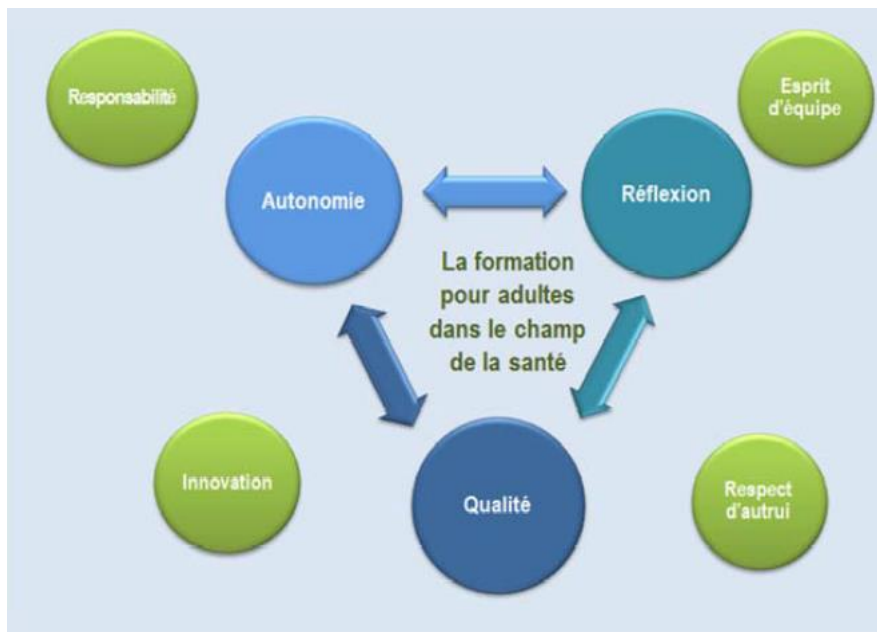 Responsabilité
Esprit
d'équipe
Autonomie
Réflexion
La formation
pour adultes
dans le champ
de la santé
Innovation
Qualité
Respect
d'autrui